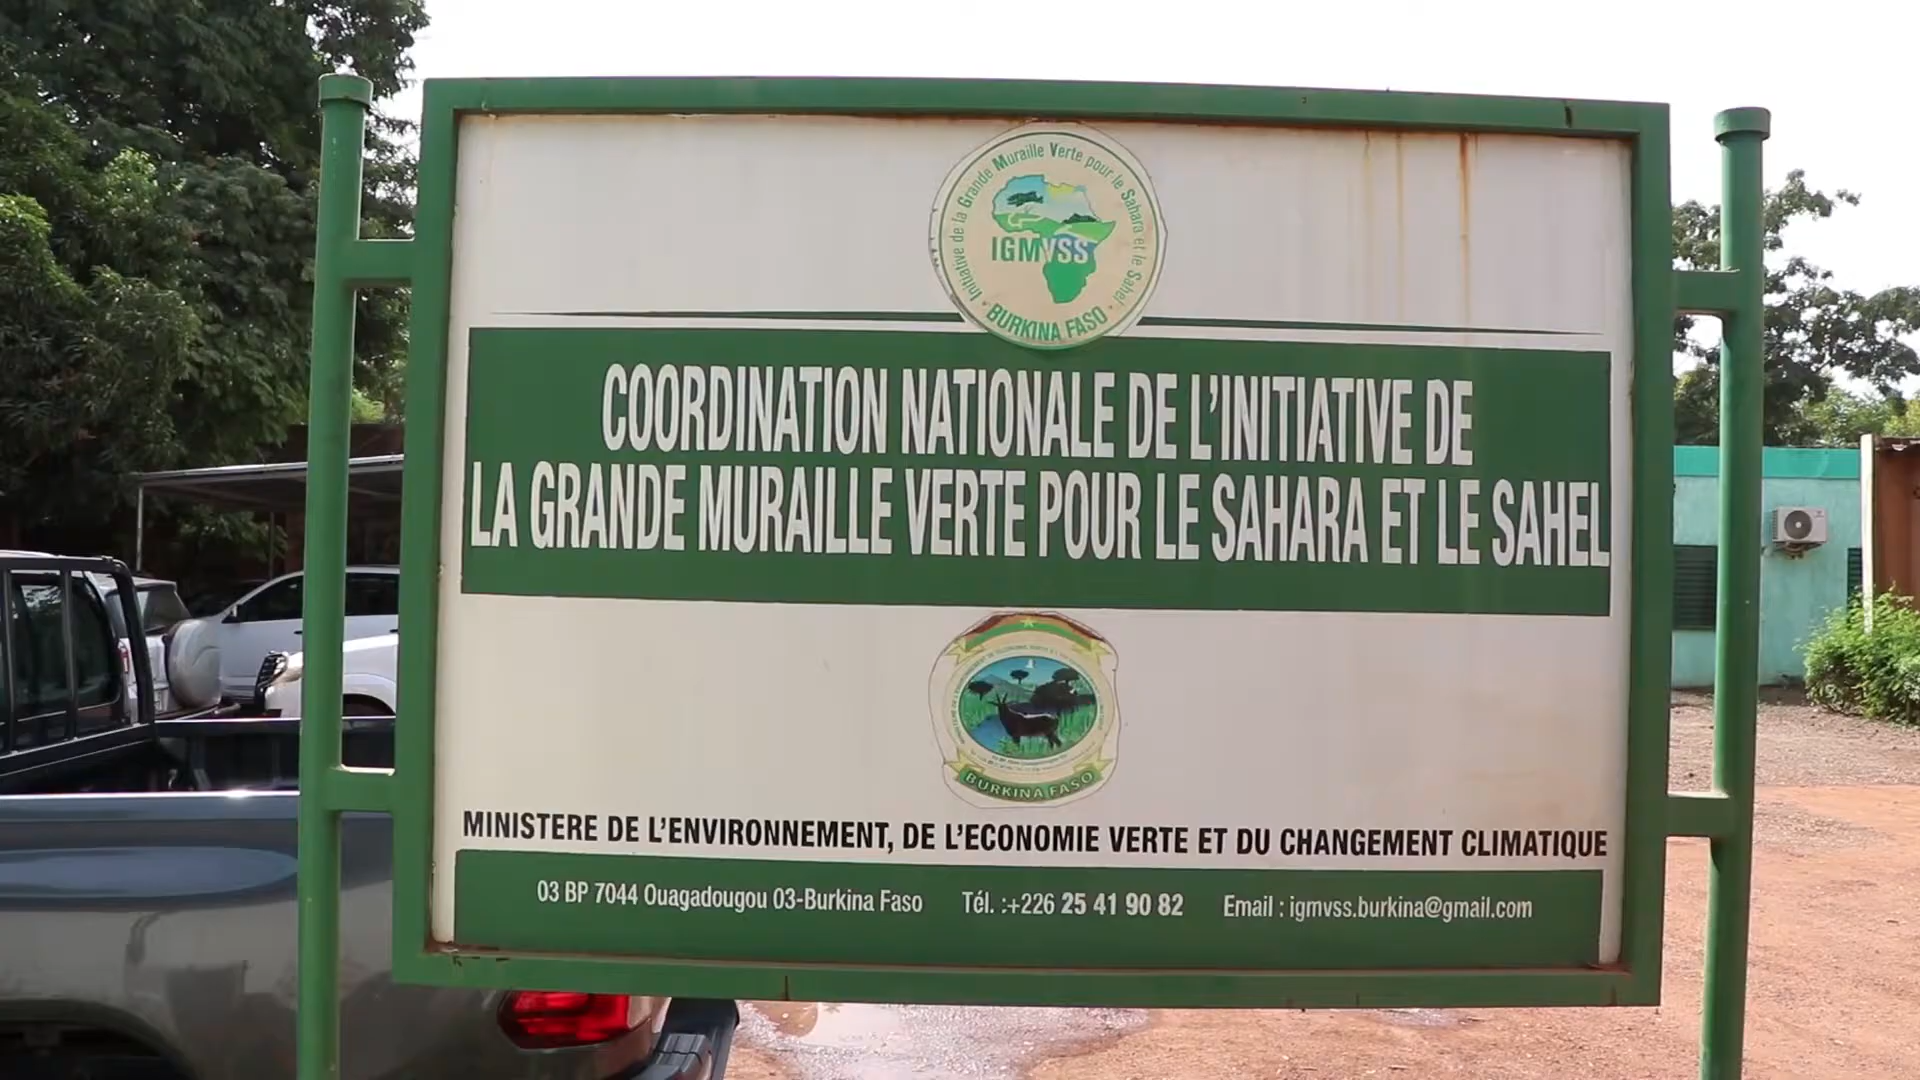 Initiative de la Grande Muraille Verte pour le Sahara et le Sahel
IGMVSS
BURKINA FASO
COORDINATION NATIONALE DE L'INITIATIVE DE
LA GRANDE MURAILLE VERTE POUR LE SAHARA ET LE SAHEL
BURKINA FASO
MINISTERE DE L'ENVIRONNEMENT, DE L'ECONOMIE VERTE ET DU CHANGEMENT CLIMATIQUE
03 BP 7044 Ouagadougou 03-Burkina Faso Tél. :+226 25 41 90 82 Email : igmvss.burkina@gmail.com